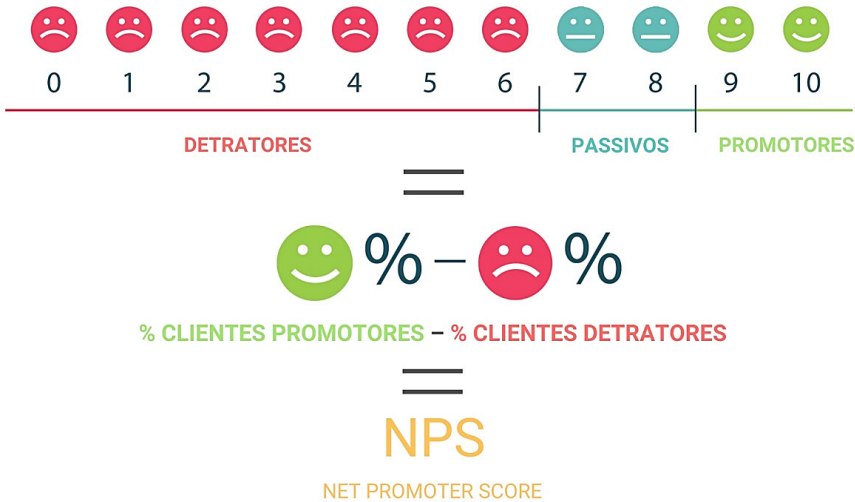 0 1 2 3 4 5 6 7 8 9 10
DETRATORES PASSIVOS PROMOTORES
=
% – %
% CLIENTES PROMOTORES – % CLIENTES DETRATORES
=
NPS
NET PROMOTER SCORE